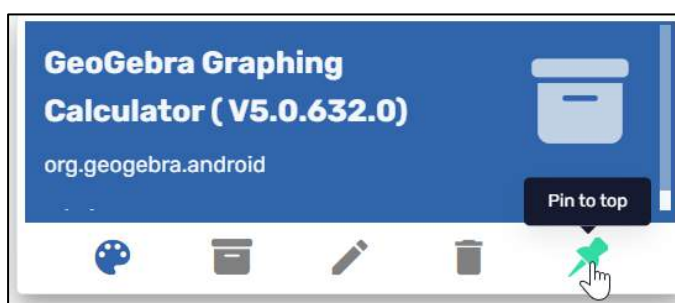 GeoGebra Graphing
Calculator ( V5.0.632.0)
org.geogebra.android
Pin to top